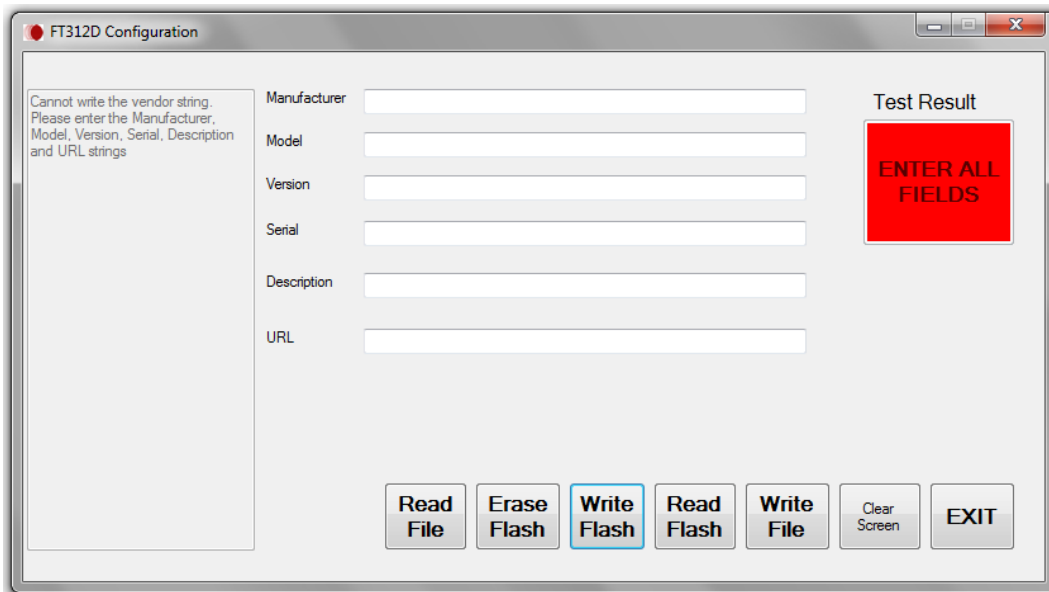 FT312D Configuration
Cannot write the vendor string.
Please enter the Manufacturer,
Model, Version, Serial, Description
and URL strings
Manufacturer
Model
Version
Serial
Description
URL
Test Result
ENTER ALL
FIELDS
Read
File
Erase
Flash
Write
Flash
Read
Flash
Write
File
Clear
Screen
EXIT